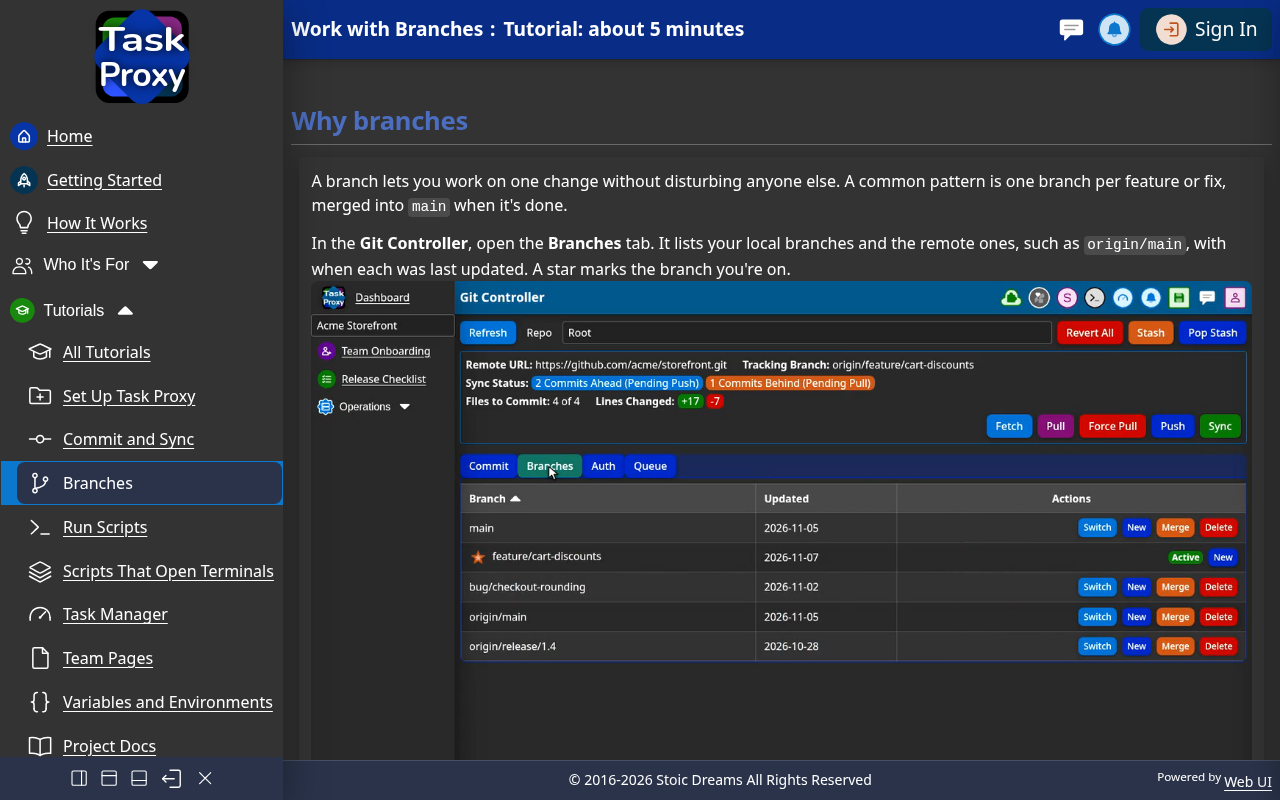 Task
Proxy
Home
Getting Started
How It Works
Who It's For
Tutorials
All Tutorials
Set Up Task Proxy
Commit and Sync
Branches
Run Scripts
Scripts That Open Terminals
Task Manager
Team Pages
Variables and Environments
Project Docs
Work with Branches : Tutorial: about 5 minutes
Sign In
Why branches
A branch lets you work on one change without disturbing anyone else. A common pattern is one branch per feature or fix,
merged into main when it's done.
In the Git Controller, open the Branches tab. It lists your local branches and the remote ones, such as origin/main, with
when each was last updated. A star marks the branch you're on.
Task
Proxy
Dashboard
Acme Storefront
Team Onboarding
Release Checklist
Operations
Git Controller
S
Refresh Repo Root Revert All Stash Pop Stash
Remote URL: https://github.com/acme/storefront.git Tracking Branch: origin/feature/cart-discounts
Sync Status: 2 Commits Ahead (Pending Push) 1 Commits Behind (Pending Pull)
Files to Commit: 4 of 4 Lines Changed: +17 -7
Fetch Pull Force Pull Push Sync
Commit Branches Auth Queue
Branch Updated Actions
main 2026-11-05 Switch New Merge Delete
feature/cart-discounts 2026-11-07 Active New
bug/checkout-rounding 2026-11-02 Switch New Merge Delete
origin/main 2026-11-05 Switch New Merge Delete
origin/release/1.4 2026-10-28 Switch New Merge Delete
© 2016-2026 Stoic Dreams All Rights Reserved
Powered by Web UI